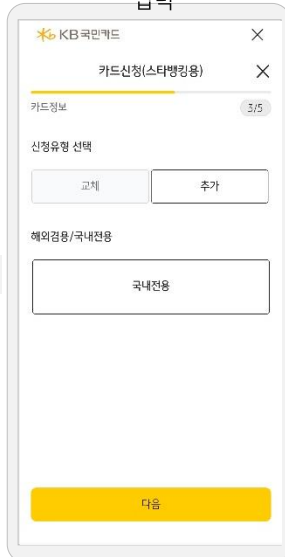 입력
KB국민카드
카드신청(스타뱅킹용)
카드정보 3/5
신청유형 선택
교체 추가
해외겸용/국내전용
국내전용
다음